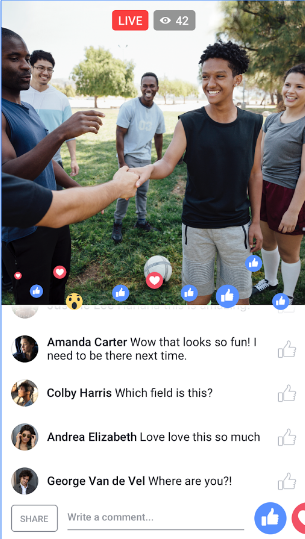 LIVE 42
Amanda Carter Wow that looks so fun! I
need to be there next time.
Colby Harris Which field is this?
Andrea Elizabeth Love love this so much
George Van de Vel Where are you?!
SHARE Write a comment...